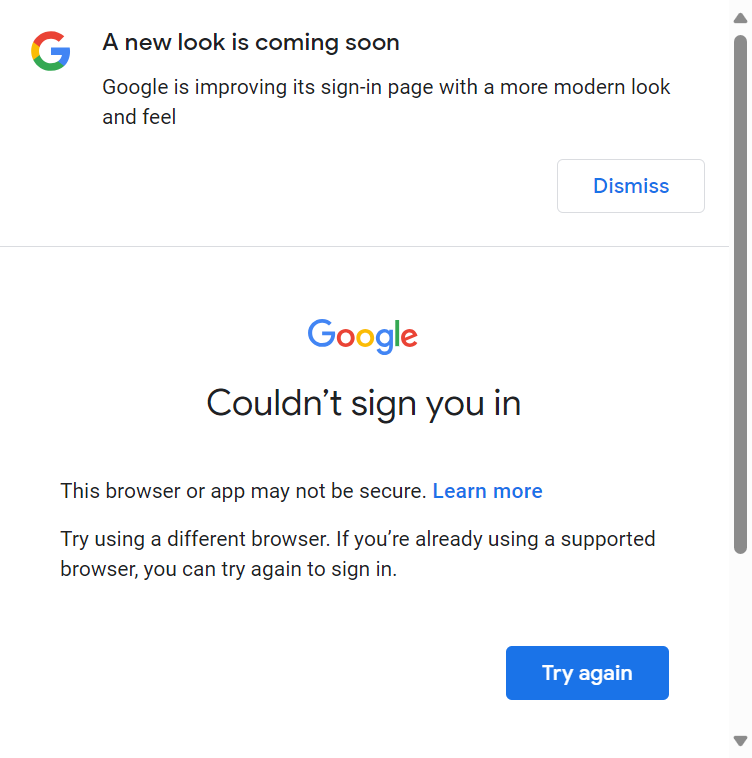 A new look is coming soon
Google is improving its sign-in page with a more modern look
and feel
Dismiss
Google
Couldn’t sign you in
This browser or app may not be secure. Learn more
Try using a different browser. If you’re already using a supported
browser, you can try again to sign in.
Try again